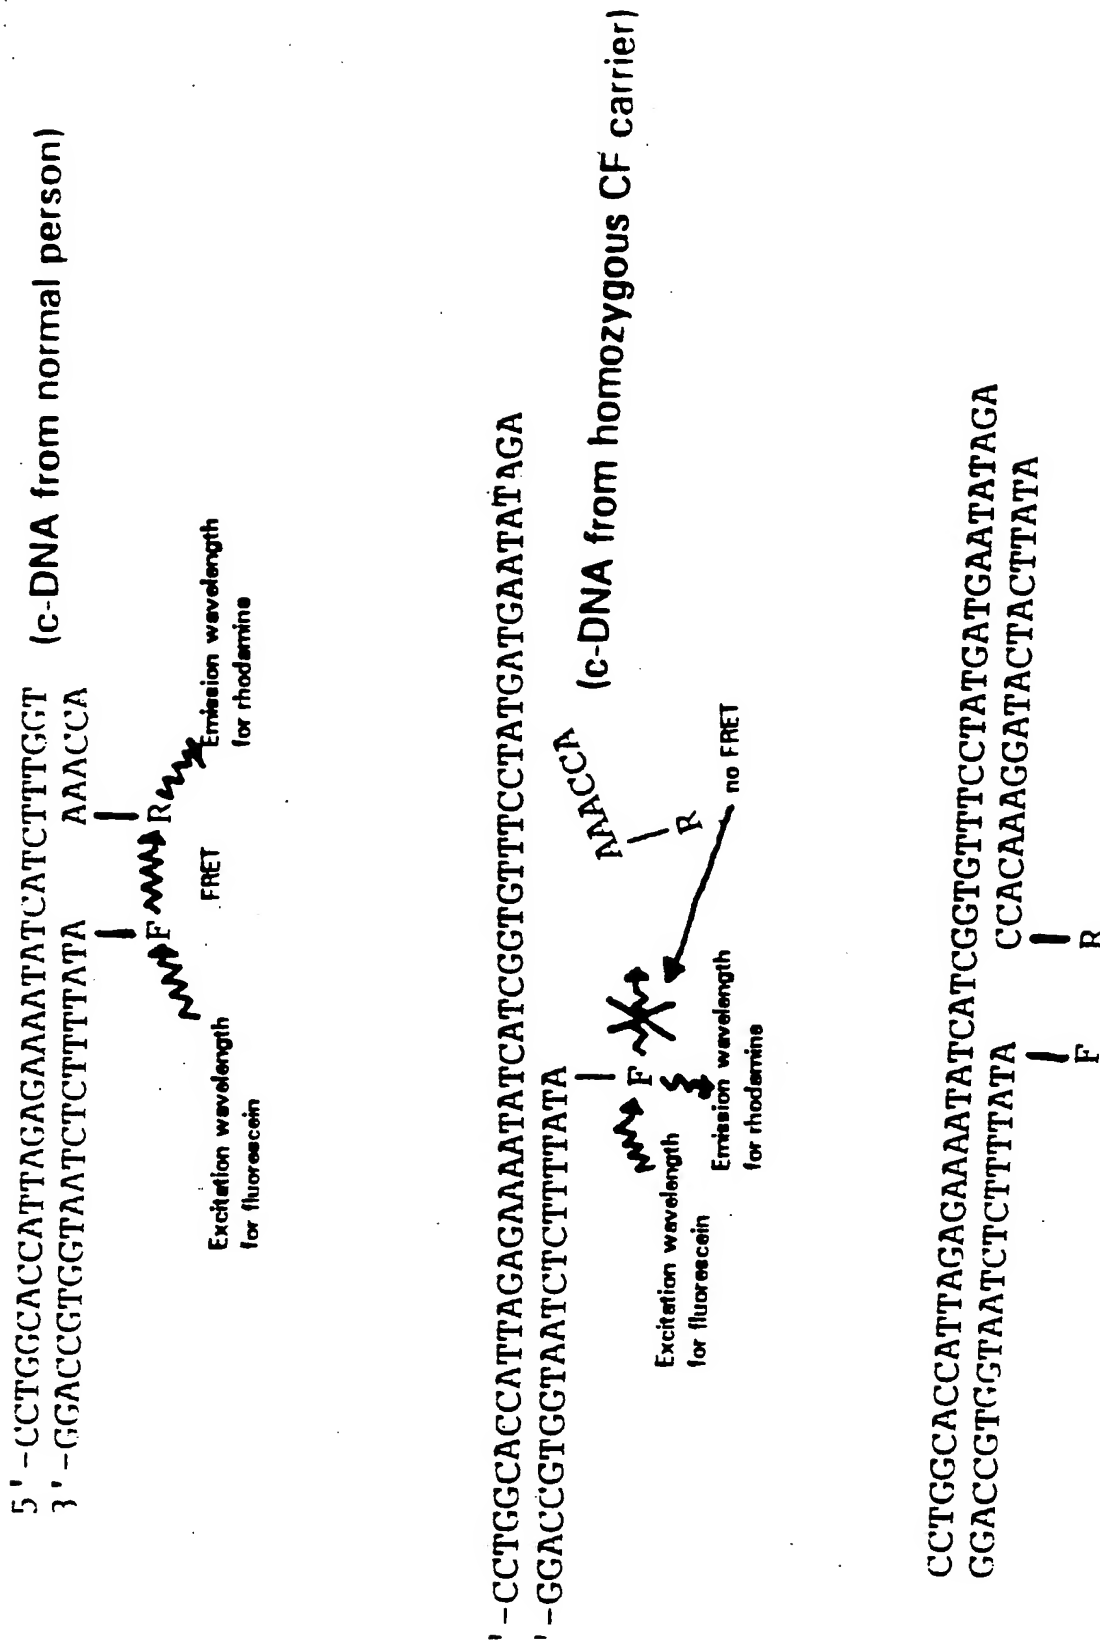 5'-CCTGGCACCATTAGAGAAAATATCATCTTTGGT (c-DNA from normal person)
3'-GGACCGTGGTAATCTCTTTTATA AAACCA
F R
FRET
Excitation wavelength
for fluorescein
Emission wavelength
for rhodamine
'-CCTGGCACCATTAGAGAAAATATCATCGGTGTTTCCTATGATGAATATAGA
'-GGACCGTGGTAATCTCTTTTATA
AAACCA
(c-DNA from homozygous CF carrier)
F
R
no FRET
Excitation wavelength
for fluorescein
Emission wavelength
for rhodamine
CCTGGCACCATTAGAGAAAATATCATCGGTGTTTCCTATGATGAATATAGA
GGACCGTGGTAATCTCTTTTATA CCACAAAGGATACTACTTATA
F R